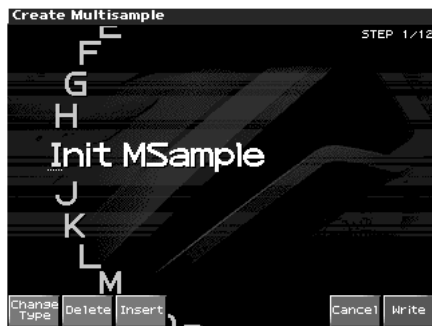 Create Multisample
STEP 1/12
E
F
G
H
Init MSample
J
K
L
M
Change Type
Delete
Insert
Cancel
Write